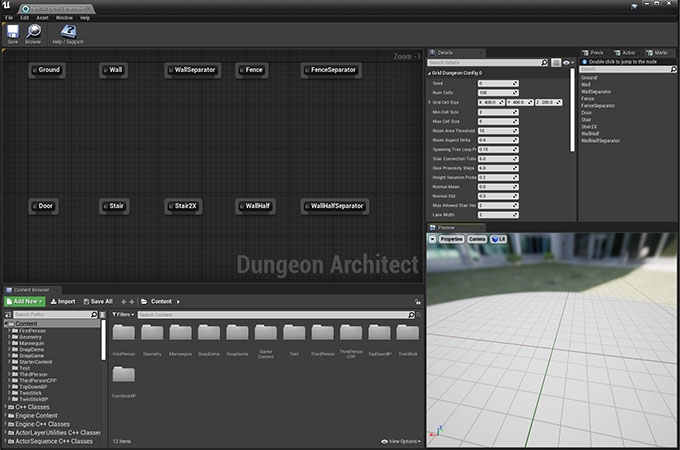 File Edit Asset Window Help
Save Browser Help / Support
Zoom -1
Ground Wall WallSeparator Fence FenceSeparator
Door Stair Stair2X WallHalf WallHalfSeparator
Dungeon Architect
Details
Search Details
Grid Dungeon Config 0
Seed 0
Num Cells 100
Grid Cell Size X 400.0 Y 400.0 Z 200.0
Min Cell Size 2
Max Cell Size
Room Area Threshold 15
Room Aspect Delta 0.4
Spanning Tree Loop Pr 0.15
Stair Connection Tolle 6.0
Door Proximity Steps 6.0
Height Variation Proba 0.2
Normal Mean 0.0
Normal Std 0.3
Max Allowed Stair Hei 2
Lane Width 2
Previe Action Marke
Double click to jump to the node
Search
Ground
Wall
WallSeparator
Fence
FenceSeparator
Door
Stair
Stair2X
WallHalf
WallHalfSeparator
Preview
Properties Camera Lit
Content Browser
Add New Import Save All Content
Search Paths
Filters Search Content
Content
FirstPerson
Geometry
Mannequin
SnapDemo
SnapGame
StarterContent
Test
ThirdPerson
ThirdPersonCPP
TopDownBP
TwinStick
TwinStickBP
C++ Classes
Engine Content
Engine C++ Classes
ActorLayerUtilities C++ Classes
ActorSequence C++ Classes
FirstPerson Geometry Mannequin SnapDemo SnapGame Starter Content Test ThirdPerson ThirdPerson CPP TopDownBP TwinStick
TwinStickBP
12 items
View Options